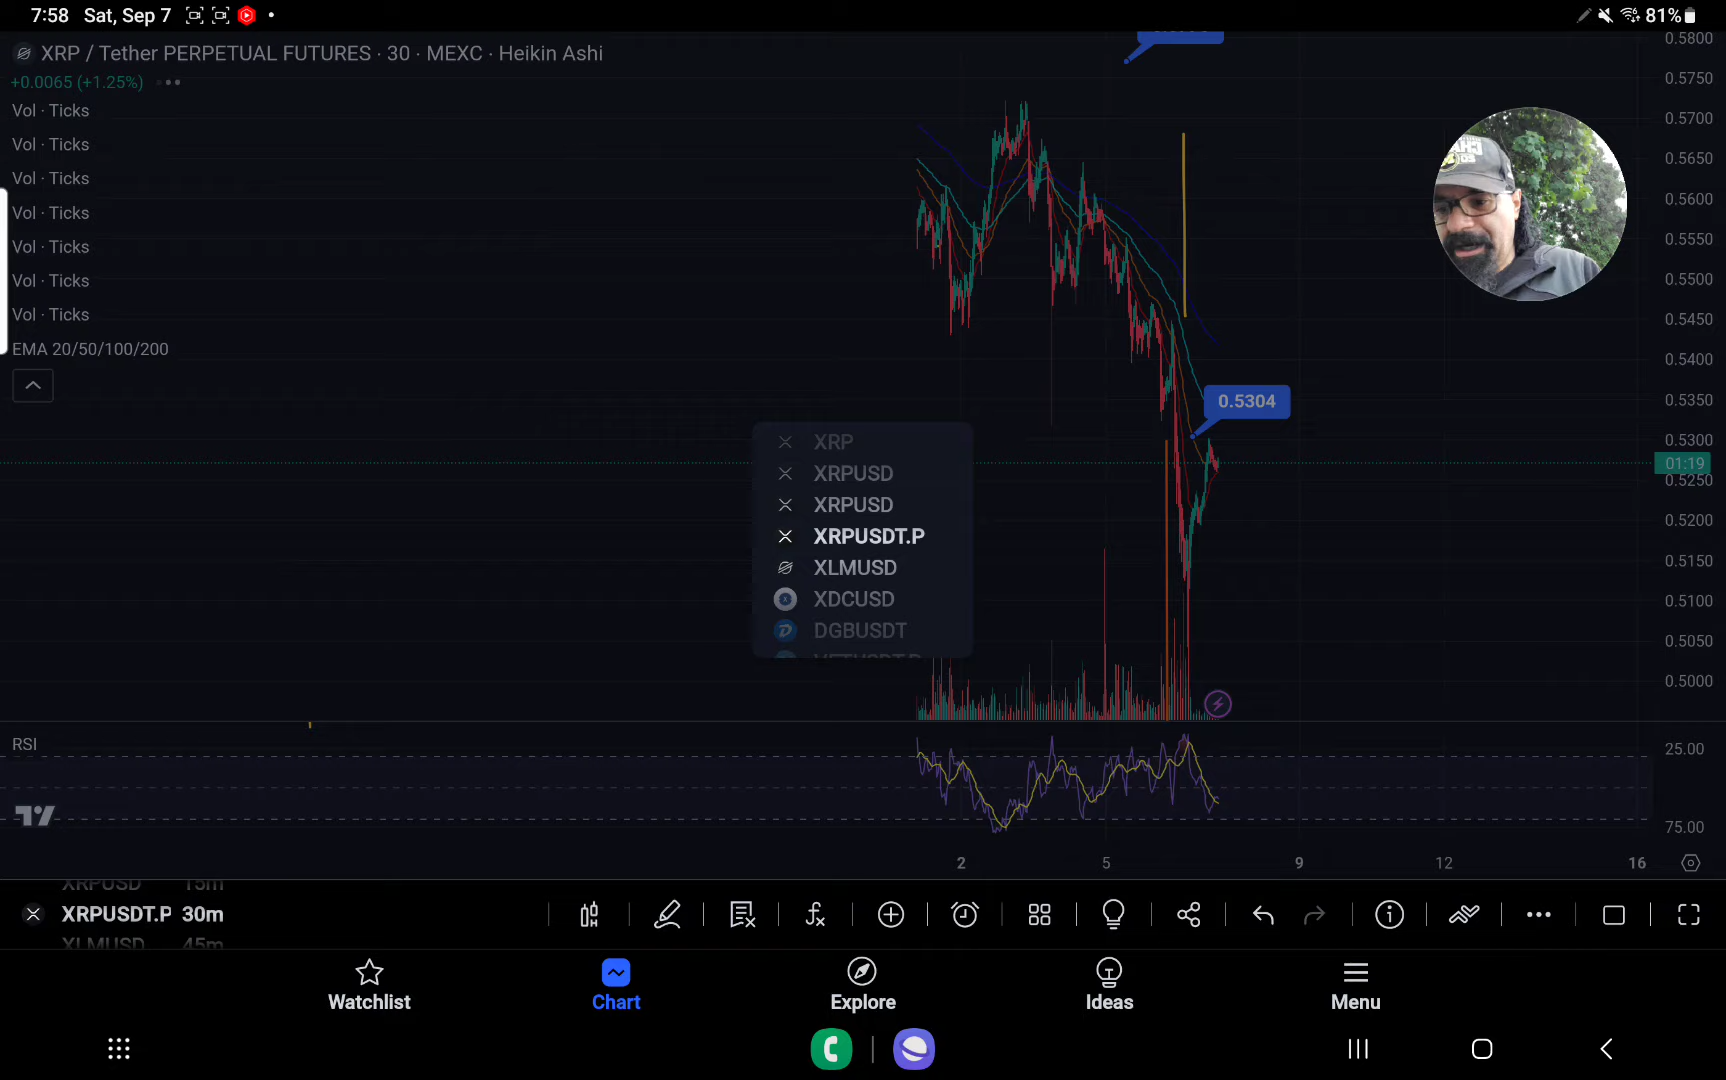 7:58 Sat, Sep 7
81%
XRP / Tether PERPETUAL FUTURES · 30 · MEXC · Heikin Ashi
+0.0065 (+1.25%)
Vol · Ticks
Vol · Ticks
Vol · Ticks
Vol · Ticks
Vol · Ticks
Vol · Ticks
Vol · Ticks
EMA 20/50/100/200
0.5304
0.5800
0.5750
0.5700
0.5650
0.5600
0.5550
0.5500
0.5450
0.5400
0.5350
0.5300
01:19
0.5250
0.5200
0.5150
0.5100
0.5050
0.5000
XRP
XRPUSD
XRPUSD
XRPUSDT.P
XLMUSD
XDCUSD
DGBUSDT
RSI
25.00
75.00
2 5 9 12 16
XRPUSD 15m
XRPUSDT.P 30m
XLMUSD 45m
Watchlist
Chart
Explore
Ideas
Menu